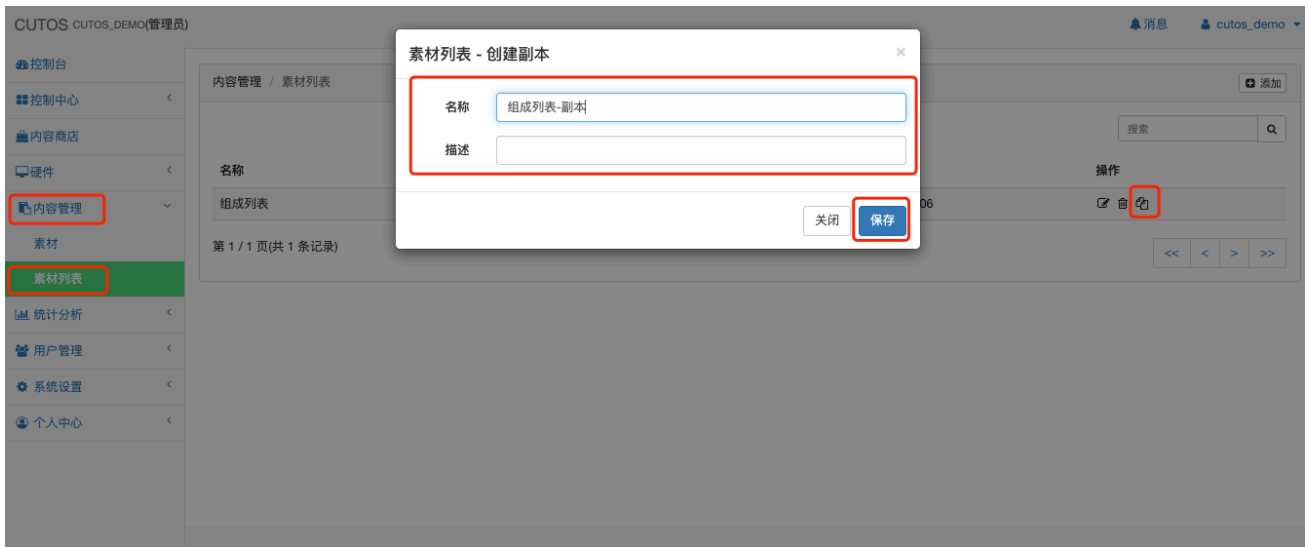 CUTOS CUTOS_DEMO(管理员)
消息
cutos_demo
控制台
控制中心
内容商店
硬件
内容管理
素材
素材列表
统计分析
用户管理
系统设置
个人中心
内容管理 / 素材列表
添加
搜索
名称
操作
组成列表
06
第 1 / 1 页(共 1 条记录)
<< < > >>
素材列表 - 创建副本
×
名称 组成列表-副本
描述
关闭 保存